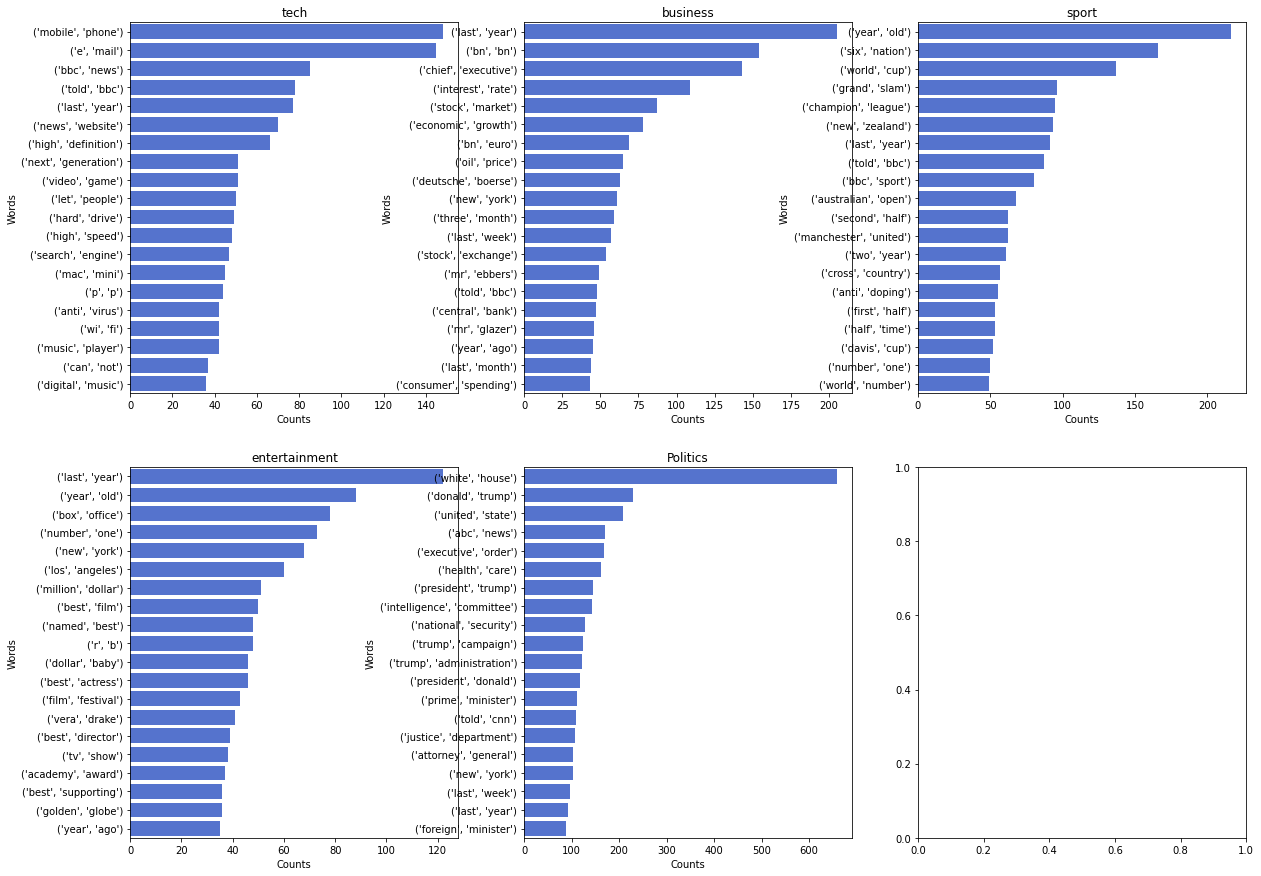 tech
('mobile', 'phone')
('e', 'mail')
('bbc', 'news')
('told', 'bbc')
('last', 'year')
('news', 'website')
('high', 'definition')
('next', 'generation')
('video', 'game')
('let', 'people')
('hard', 'drive')
('high', 'speed')
('search', 'engine')
('mac', 'mini')
('p', 'p')
('anti', 'virus')
('wi', 'fi')
('music', 'player')
('can', 'not')
('digital', 'music')
Words
0 20 40 60 80 100 120 140
Counts
business
('last', 'year')
('bn', 'bn')
('chief', 'executive')
('interest', 'rate')
('stock', 'market')
('economic', 'growth')
('bn', 'euro')
('oil', 'price')
('deutsche', 'boerse')
('new', 'york')
('three', 'month')
('last', 'week')
('stock', 'exchange')
('mr', 'ebbers')
('told', 'bbc')
('central', 'bank')
('mr', 'glazer')
('year', 'ago')
('last', 'month')
('consumer', 'spending')
Words
0 25 50 75 100 125 150 175 200
Counts
sport
('year', 'old')
('six', 'nation')
('world', 'cup')
('grand', 'slam')
('champion', 'league')
('new', 'zealand')
('last', 'year')
('told', 'bbc')
('bbc', 'sport')
('australian', 'open')
('second', 'half')
('manchester', 'united')
('two', 'year')
('cross', 'country')
('anti', 'doping')
('first', 'half')
('half', 'time')
('davis', 'cup')
('number', 'one')
('world', 'number')
Words
0 50 100 150 200
Counts
entertainment
('last', 'year')
('year', 'old')
('box', 'office')
('number', 'one')
('new', 'york')
('los', 'angeles')
('million', 'dollar')
('best', 'film')
('named', 'best')
('r', 'b')
('dollar', 'baby')
('best', 'actress')
('film', 'festival')
('vera', 'drake')
('best', 'director')
('tv', 'show')
('academy', 'award')
('best', 'supporting')
('golden', 'globe')
('year', 'ago')
Words
0 20 40 60 80 100 120
Counts
Politics
('white', 'house')
('donald', 'trump')
('united', 'state')
('abc', 'news')
('executive', 'order')
('health', 'care')
('president', 'trump')
('intelligence', 'committee')
('national', 'security')
('trump', 'campaign')
('trump', 'administration')
('president', 'donald')
('prime', 'minister')
('told', 'cnn')
('justice', 'department')
('attorney', 'general')
('new', 'york')
('last', 'week')
('last', 'year')
('foreign', 'minister')
Words
0 100 200 300 400 500 600
Counts
1.0
0.8
0.6
0.4
0.2
0.0
0.0 0.2 0.4 0.6 0.8 1.0